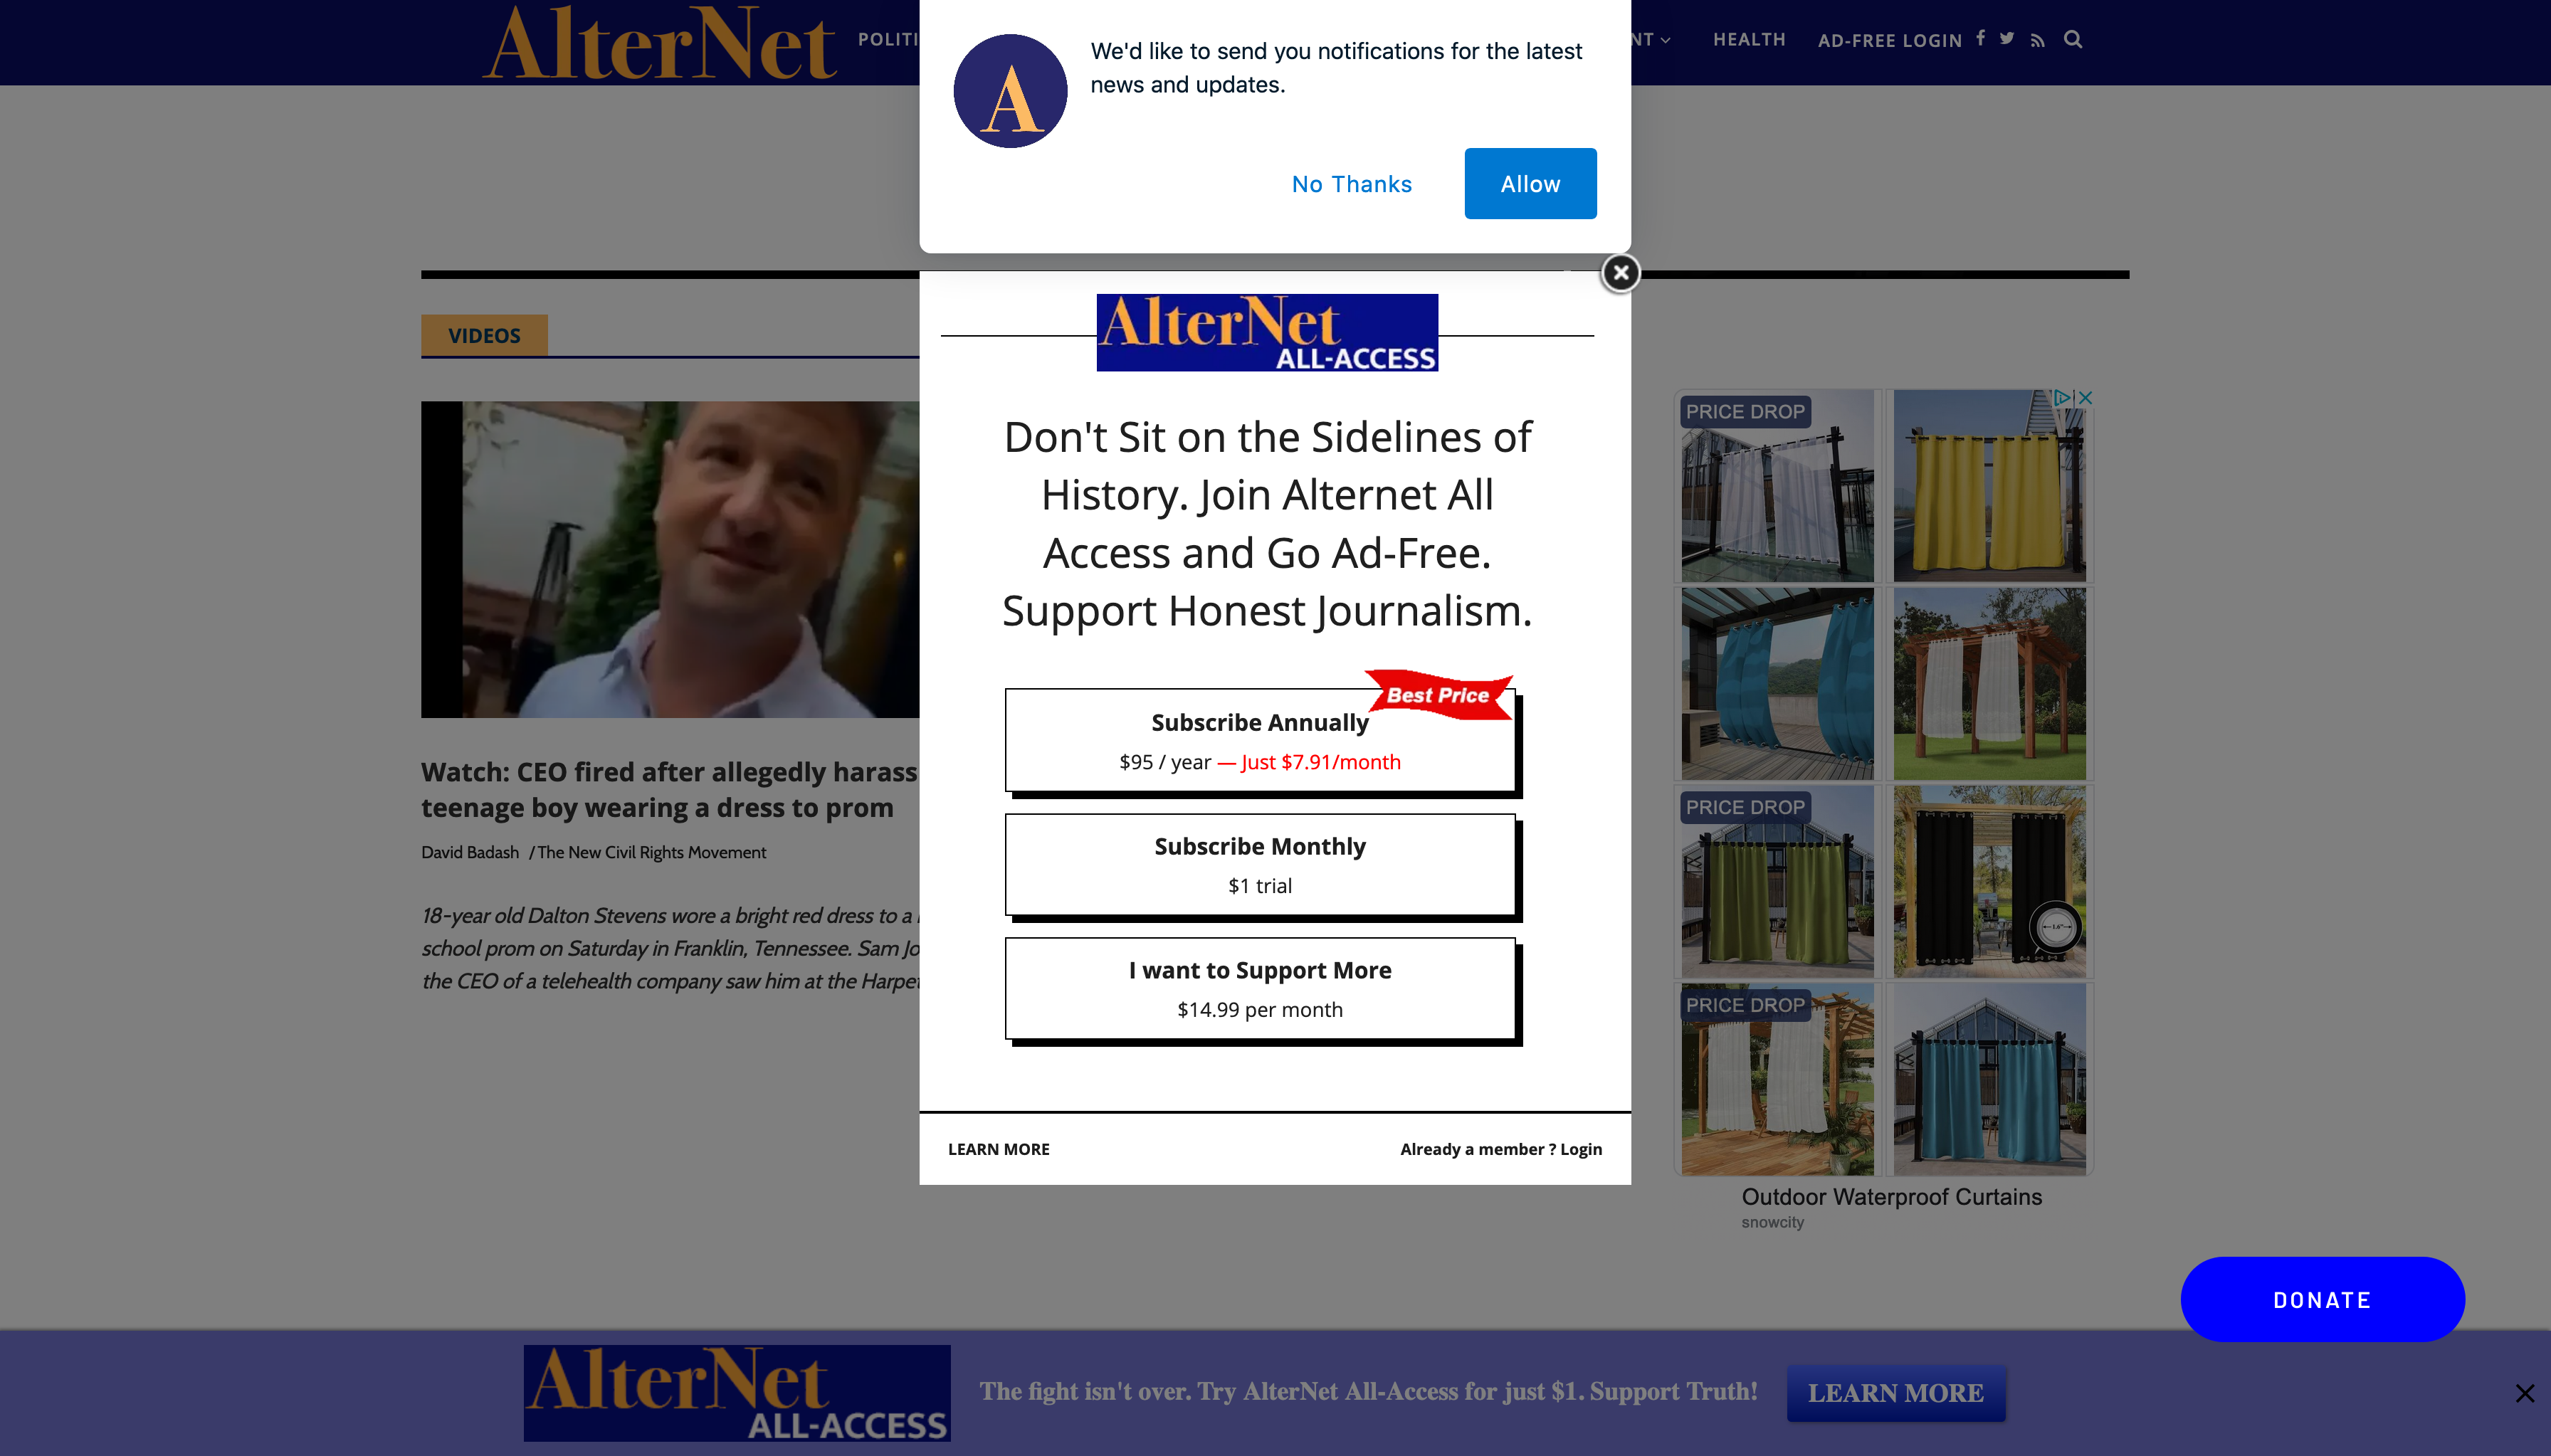 AlterNet
POLITI
NT
HEALTH
AD-FREE LOGIN
A
We'd like to send you notifications for the latest
news and updates.
No Thanks
Allow
VIDEOS
Watch: CEO fired after allegedly harass
teenage boy wearing a dress to prom
David Badash / The New Civil Rights Movement
18-year old Dalton Stevens wore a bright red dress to a
school prom on Saturday in Franklin, Tennessee. Sam Jo
the CEO of a telehealth company saw him at the Harpet
AlterNet
ALL-ACCESS
Don't Sit on the Sidelines of
History. Join Alternet All
Access and Go Ad-Free.
Support Honest Journalism.
Best Price
Subscribe Annually
$95 / year — Just $7.91/month
Subscribe Monthly
$1 trial
I want to Support More
$14.99 per month
LEARN MORE
Already a member ? Login
PRICE DROP
PRICE DROP
1.6"
PRICE DROP
Outdoor Waterproof Curtains
snowcity
DONATE
AlterNet
ALL-ACCESS
The fight isn't over. Try AlterNet All-Access for just $1. Support Truth!
LEARN MORE